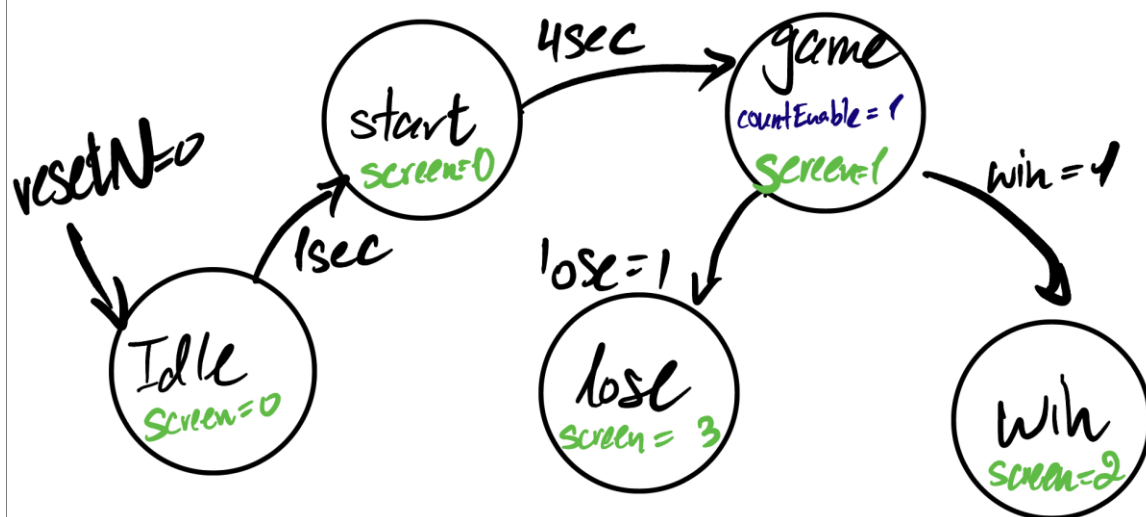 resetN=0
Idle
screen=0
1sec
start
screen=0
4sec
game
countEnable=1
screen=1
lose=1
lose
screen= 3
win=1
win
screen=2